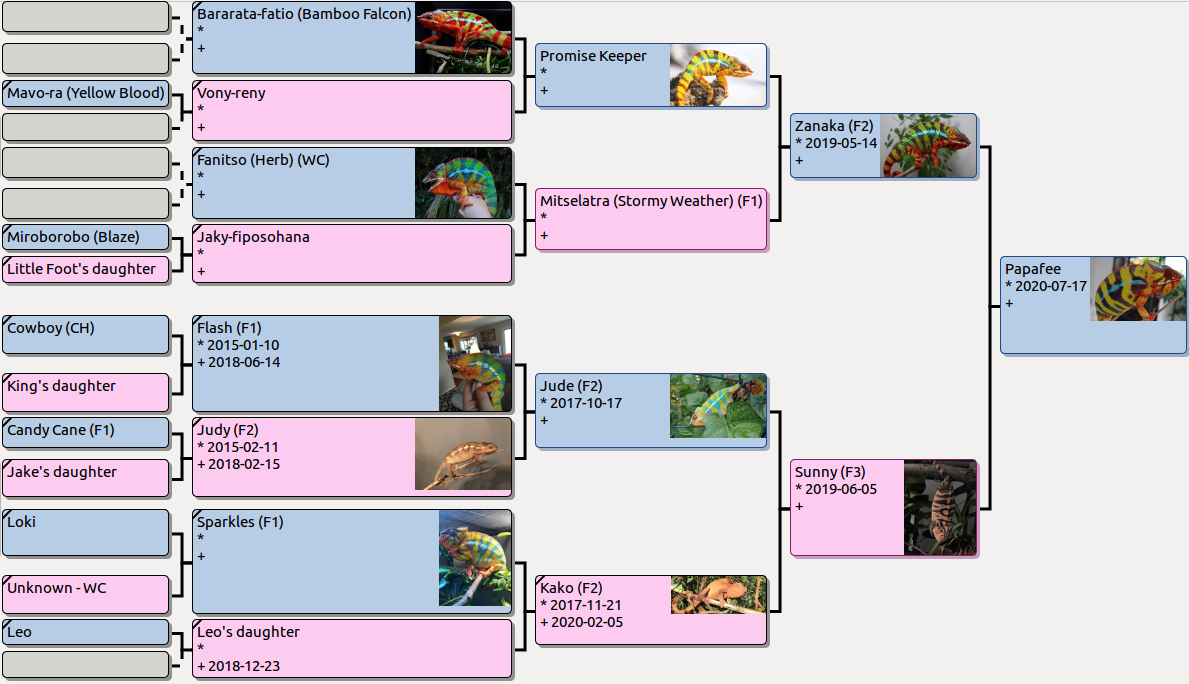 Bararata-fatio (Bamboo Falcon)
*
+
Mavo-ra (Yellow Blood)
Vony-reny
*
+
Fanitso (Herb) (WC)
*
+
Miroborobo (Blaze)
Little Foot's daughter
Jaky-fiposohana
*
+
Promise Keeper
*
+
Mitselatra (Stormy Weather) (F1)
*
+
Zanaka (F2)
* 2019-05-14
+
Papafee
* 2020-07-17
+
Cowboy (CH)
King's daughter
Flash (F1)
* 2015-01-10
+ 2018-06-14
Candy Cane (F1)
Jake's daughter
Judy (F2)
* 2015-02-11
+ 2018-02-15
Jude (F2)
* 2017-10-17
+
Loki
Unknown - WC
Sparkles (F1)
*
+
Leo
Leo's daughter
*
+ 2018-12-23
Kako (F2)
* 2017-11-21
+ 2020-02-05
Sunny (F3)
* 2019-06-05
+